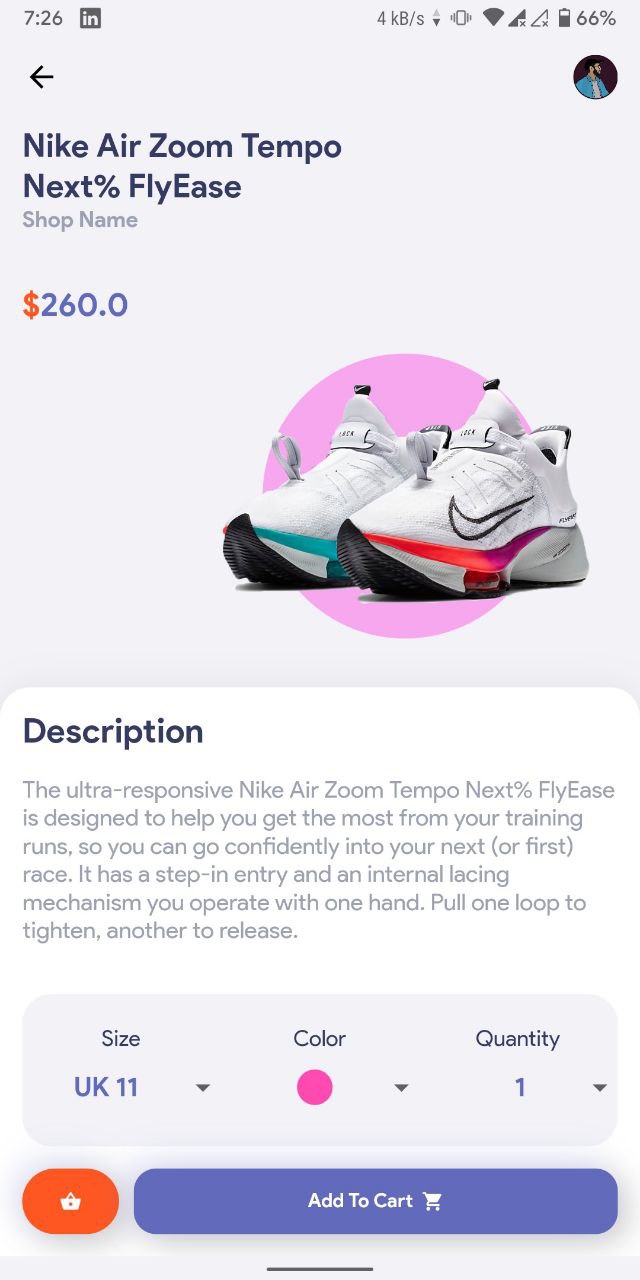 7:26 in 4 kB/s 66%
Nike Air Zoom Tempo
Next% FlyEase
Shop Name
$260.0
LOCK LOCK
Description
The ultra-responsive Nike Air Zoom Tempo Next% FlyEase
is designed to help you get the most from your training
runs, so you can go confidently into your next (or first)
race. It has a step-in entry and an internal lacing
mechanism you operate with one hand. Pull one loop to
tighten, another to release.
Size Color Quantity
UK 11 1
Add To Cart